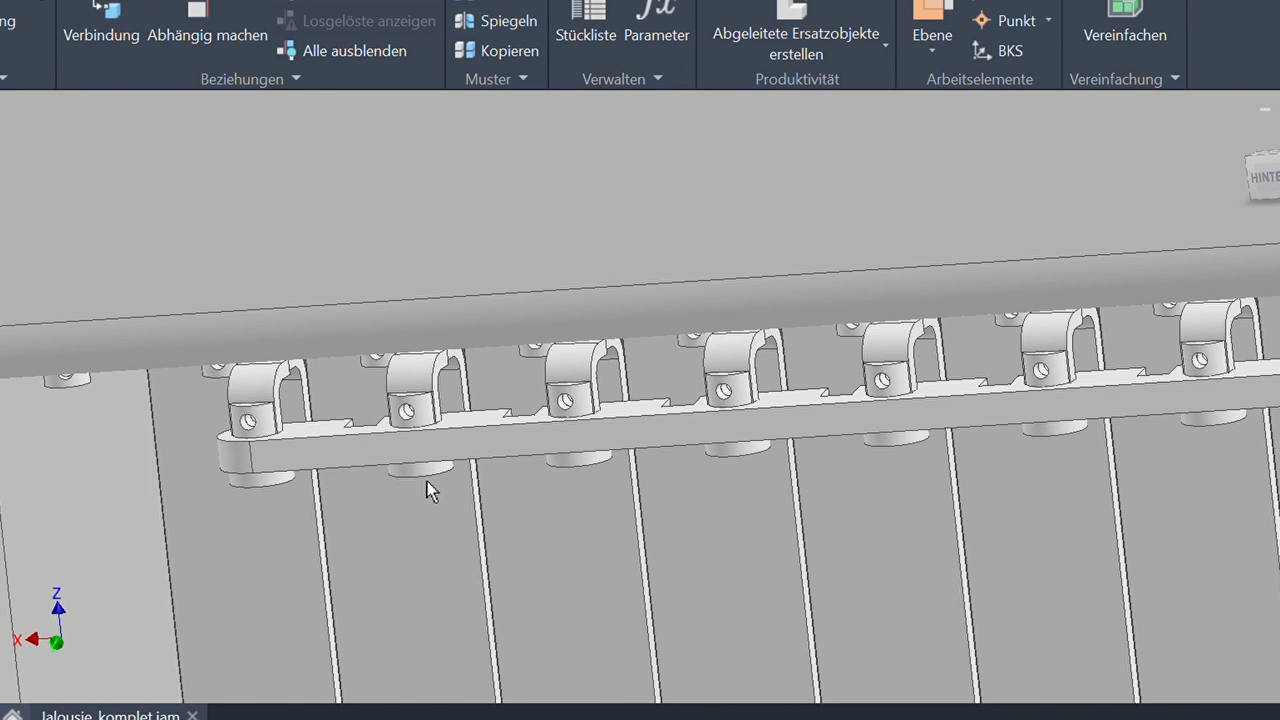 ng
Verbindung
Abhängig machen
Losgelöste anzeigen
Alle ausblenden
Beziehungen
Spiegeln
Kopieren
Muster
Stückliste
Parameter
Verwalten
Abgeleitete Ersatzobjekte
erstellen
Produktivität
Ebene
Punkt
BKS
Arbeitselemente
Vereinfachen
Vereinfachung
HINTE
Z
X
Jalousie_komplet.iam